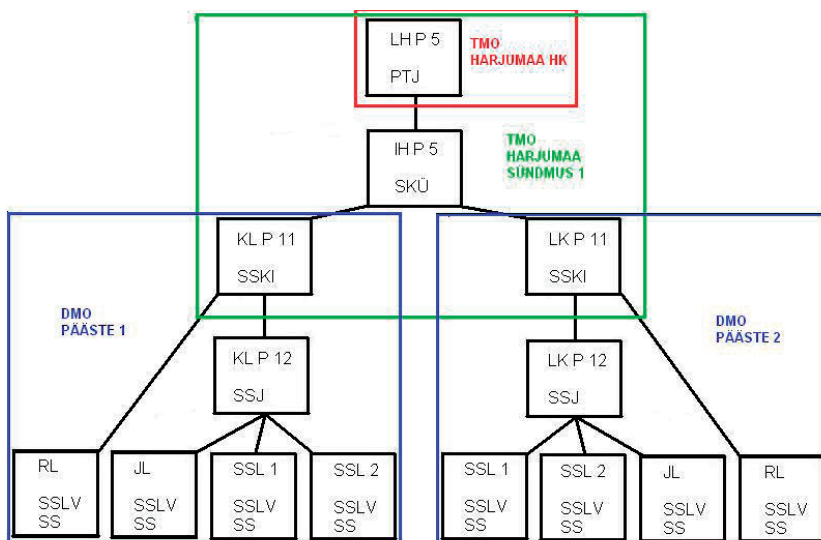 LH P 5
PTJ
TMO
HARJUMAA HK
IH P 5
SKÜ
TMO
HARJUMAA
SÜNDMUS 1
KL P 11
SSKI
LK P 11
SSKI
DMO
PÄÄSTE 1
DMO
PÄÄSTE 2
KL P 12
SSJ
LK P 12
SSJ
RL
SSLV
SS
JL
SSLV
SS
SSL 1
SSLV
SS
SSL 2
SSLV
SS
SSL 1
SSLV
SS
SSL 2
SSLV
SS
JL
SSLV
SS
RL
SSLV
SS